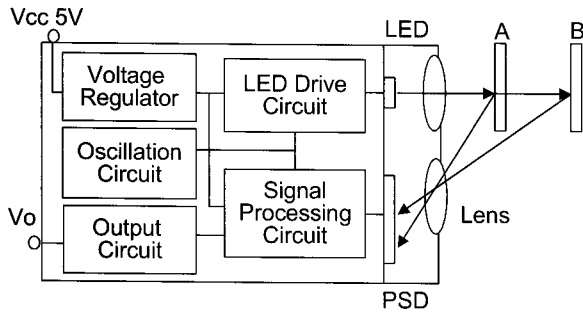 Vcc 5V
LED
A
B
Voltage
Regulator
LED Drive
Circuit
Oscillation
Circuit
Signal
Processing
Circuit
Vo
Output
Circuit
Lens
PSD